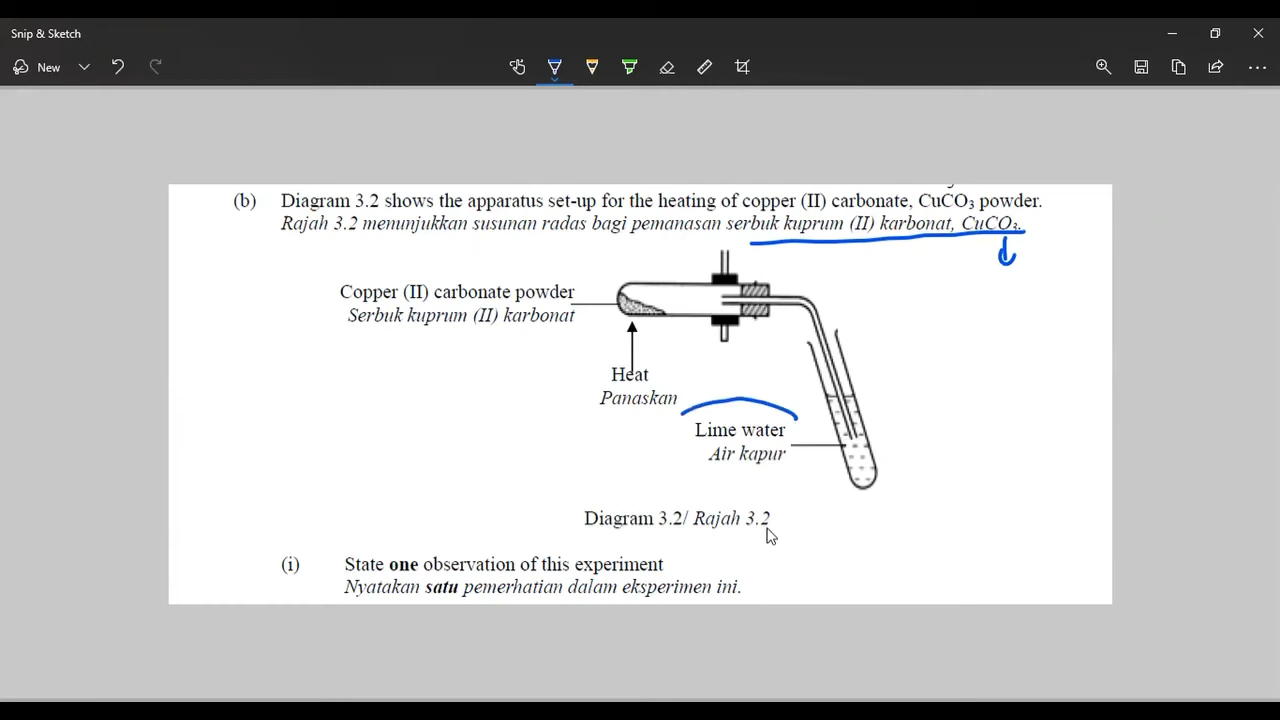 Snip & Sketch
New
(b) Diagram 3.2 shows the apparatus set-up for the heating of copper (II) carbonate, CuCO₃ powder.
Rajah 3.2 menunjukkan susunan radas bagi pemanasan serbuk kuprum (II) karbonat, CuCO₃.
Copper (II) carbonate powder
Serbuk kuprum (II) karbonat
Heat
Panaskan
Lime water
Air kapur
Diagram 3.2/ Rajah 3.2
(i) State one observation of this experiment
Nyatakan satu pemerhatian dalam eksperimen ini.